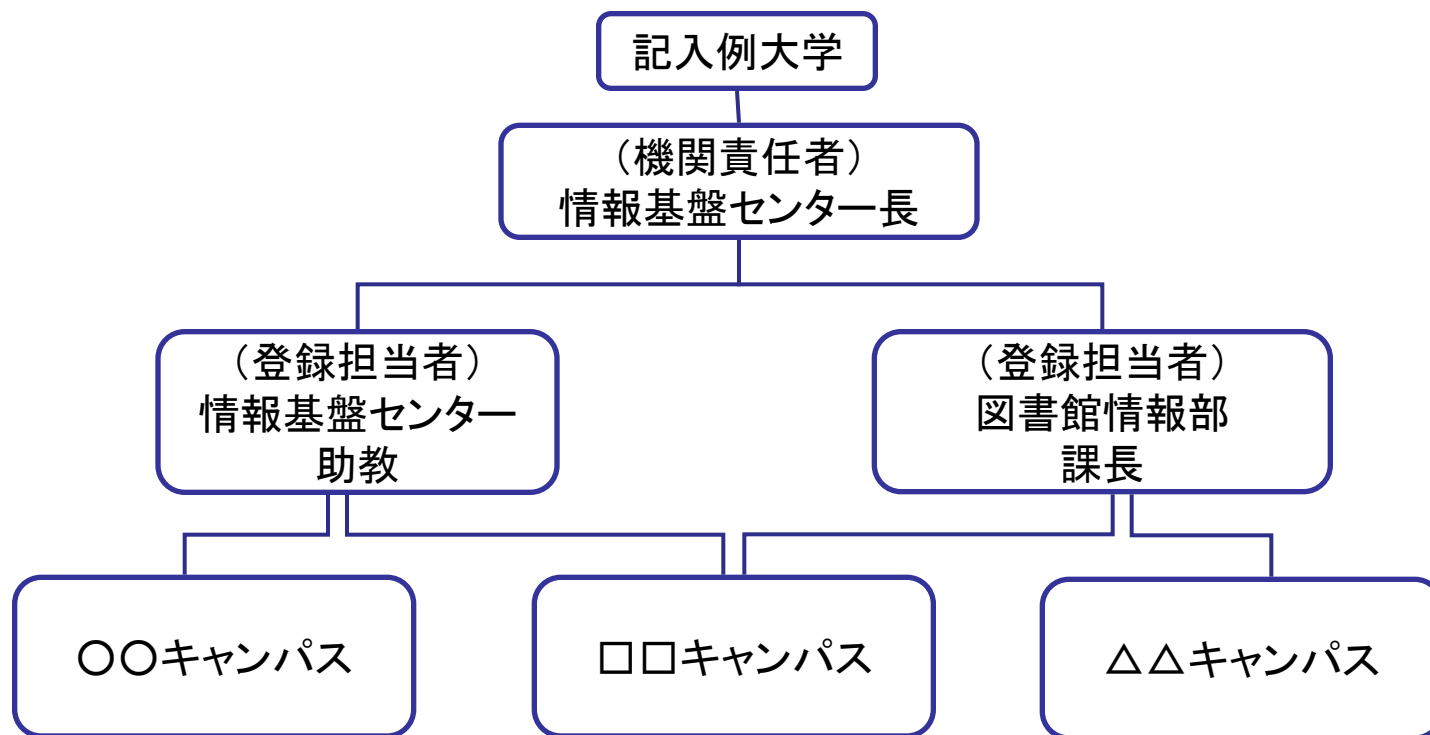 記入例大学
（機関責任者）
情報基盤センター長
（登録担当者）
情報基盤センター
助教
（登録担当者）
図書館情報部
課長
○○キャンパス
□□キャンパス
△△キャンパス